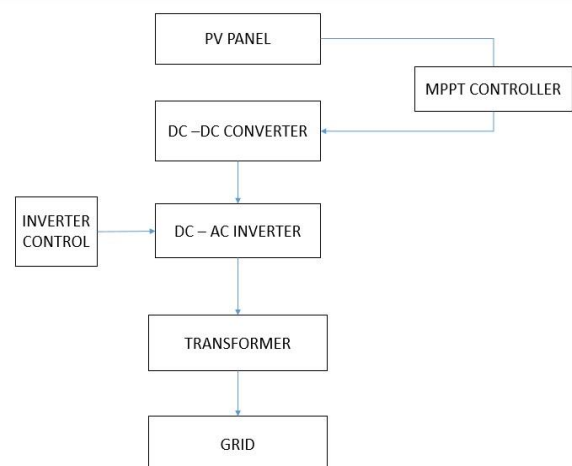 PV PANEL
MPPT CONTROLLER
DC –DC CONVERTER
INVERTER
CONTROL
DC – AC INVERTER
TRANSFORMER
GRID